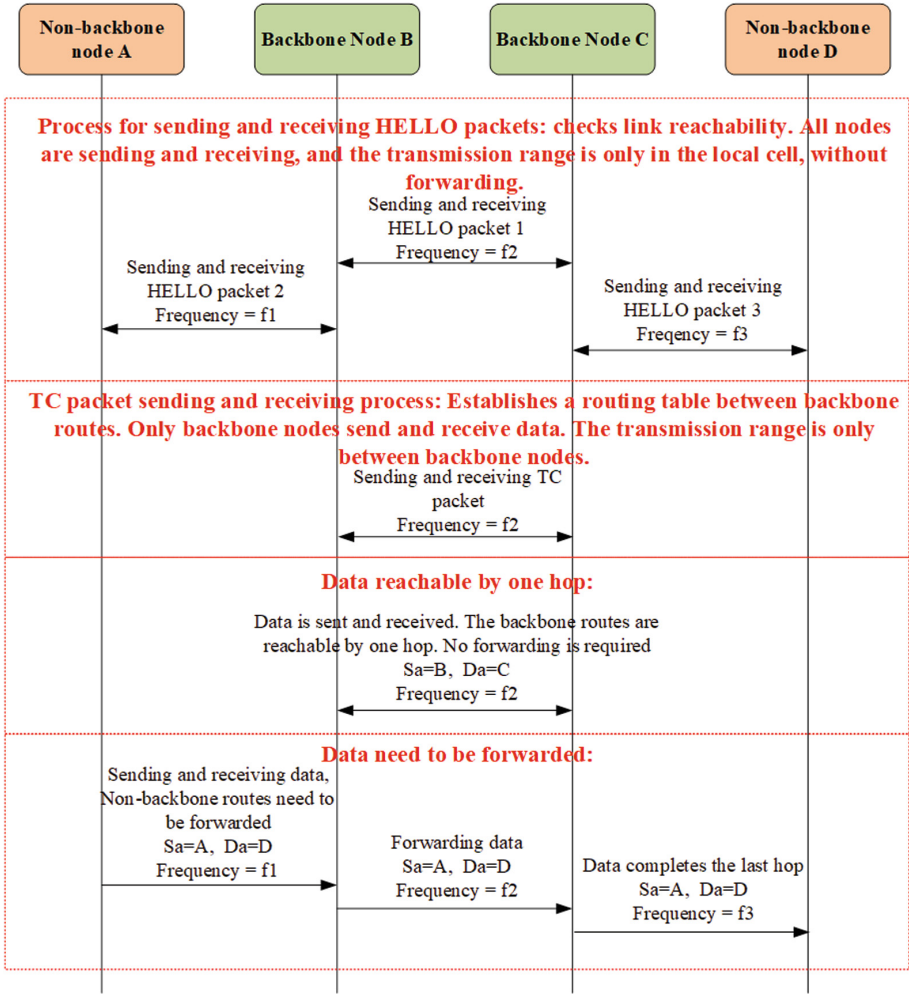 Non-backbone
node A
Backbone Node B
Backbone Node C
Non-backbone
node D
Process for sending and receiving HELLO packets: checks link reachability. All nodes
are sending and receiving, and the transmission range is only in the local cell, without
forwarding.
Sending and receiving
HELLO packet 1
Frequency = f2
Sending and receiving
HELLO packet 2
Frequency = f1
Sending and receiving
HELLO packet 3
Freqency = f3
TC packet sending and receiving process: Establishes a routing table between backbone
routes. Only backbone nodes send and receive data. The transmission range is only
between backbone nodes.
Sending and receiving TC
packet
Frequency = f2
Data reachable by one hop:
Data is sent and received. The backbone routes are
reachable by one hop. No forwarding is required
Sa=B, Da=C
Frequency = f2
Data need to be forwarded:
Sending and receiving data,
Non-backbone routes need to
be forwarded
Sa=A, Da=D
Frequency = f1
Forwarding data
Sa=A, Da=D
Frequency = f2
Data completes the last hop
Sa=A, Da=D
Frequency = f3